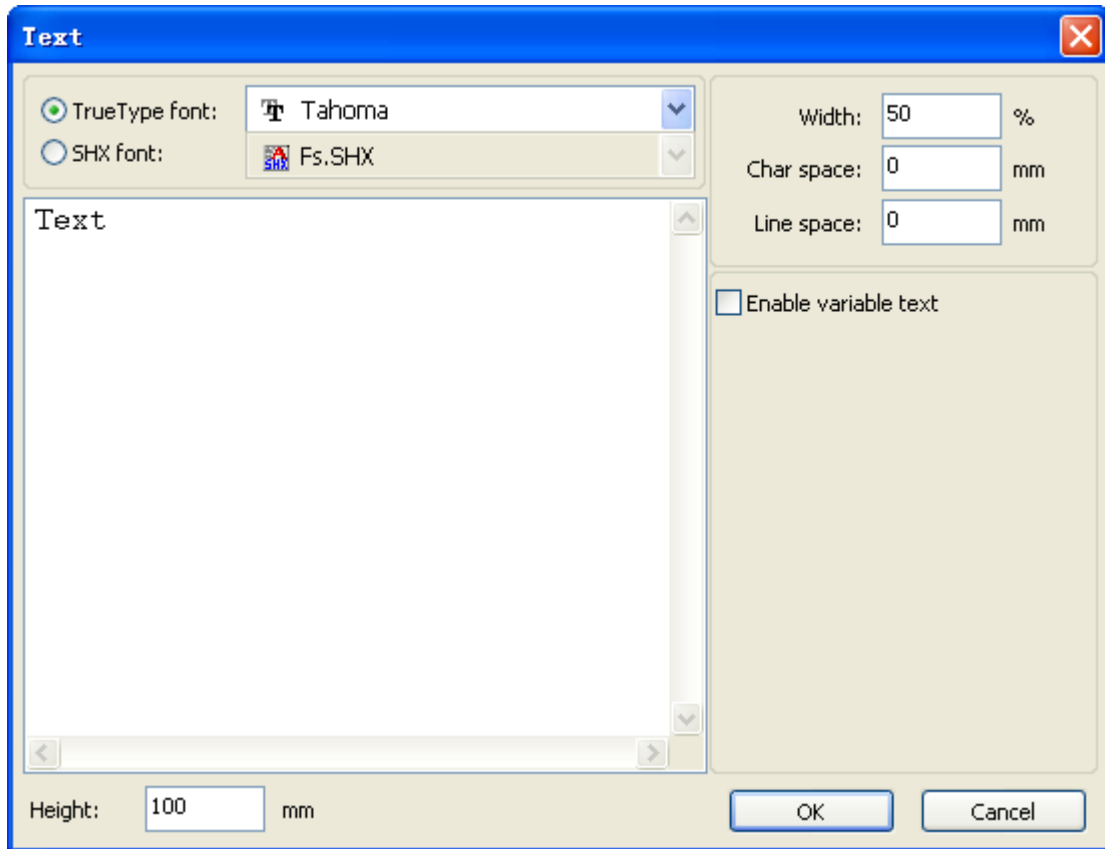 Text
TrueType font: Tahoma
SHX font: Fs.SHX
Width: 50 %
Char space: 0 mm
Line space: 0 mm
Text
Enable variable text
Height: 100 mm
OK Cancel